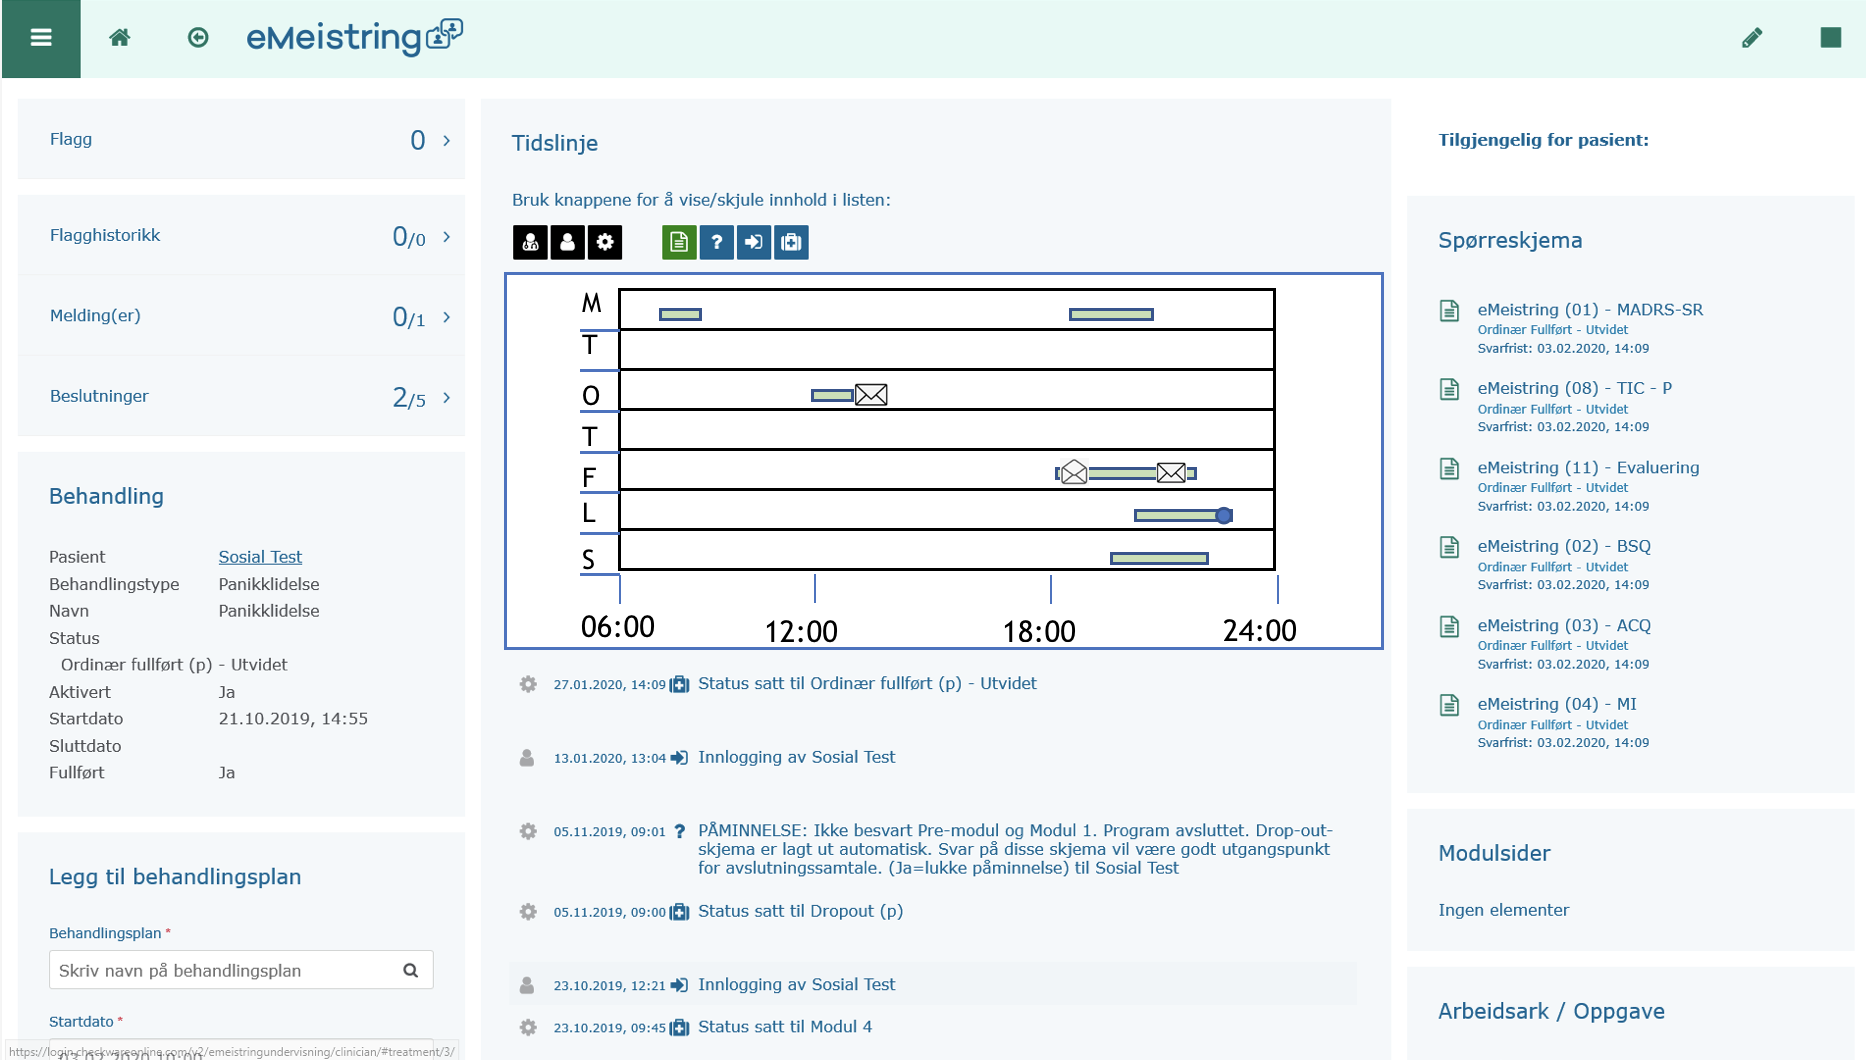 eMeistring
Flagg 0
Flagghistorikk 0/0
Melding(er) 0/1
Beslutninger 2/5
Behandling
Pasient Sosial Test
Behandlingstype Panikklidelse
Navn Panikklidelse
Status
Ordinær fullført (p) - Utvidet
Aktivert Ja
Startdato 21.10.2019, 14:55
Sluttdato
Fullført Ja
Legg til behandlingsplan
Behandlingsplan *
Skriv navn på behandlingsplan
Startdato *
03.02.2020 10:00
https://login.checkwareonline.com/v2/emeistringundervisning/clinician/#treatment/3/
Tidslinje
Bruk knappene for å vise/skjule innhold i listen:
?
M
T
O
T
F
L
S
06:00 12:00 18:00 24:00
27.01.2020, 14:09 Status satt til Ordinær fullført (p) - Utvidet
13.01.2020, 13:04 Innlogging av Sosial Test
05.11.2019, 09:01 ? PÅMINNELSE: Ikke besvart Pre-modul og Modul 1. Program avsluttet. Drop-out-
skjema er lagt ut automatisk. Svar på disse skjema vil være godt utgangspunkt
for avslutningssamtale. (Ja=lukke påminnelse) til Sosial Test
05.11.2019, 09:00 Status satt til Dropout (p)
23.10.2019, 12:21 Innlogging av Sosial Test
23.10.2019, 09:45 Status satt til Modul 4
Tilgjengelig for pasient:
Spørreskjema
eMeistring (01) - MADRS-SR
Ordinær Fullført - Utvidet
Svarfrist: 03.02.2020, 14:09
eMeistring (08) - TIC - P
Ordinær Fullført - Utvidet
Svarfrist: 03.02.2020, 14:09
eMeistring (11) - Evaluering
Ordinær Fullført - Utvidet
Svarfrist: 03.02.2020, 14:09
eMeistring (02) - BSQ
Ordinær Fullført - Utvidet
Svarfrist: 03.02.2020, 14:09
eMeistring (03) - ACQ
Ordinær Fullført - Utvidet
Svarfrist: 03.02.2020, 14:09
eMeistring (04) - MI
Ordinær Fullført - Utvidet
Svarfrist: 03.02.2020, 14:09
Modulsider
Ingen elementer
Arbeidsark / Oppgave